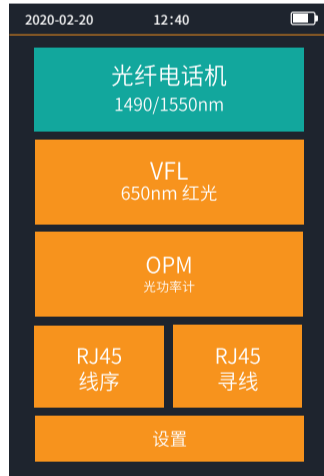 2020-02-20 12:40
光纤电话机
1490/1550nm
VFL
650nm 红光
OPM
光功率计
RJ45
线序
RJ45
寻线
设置